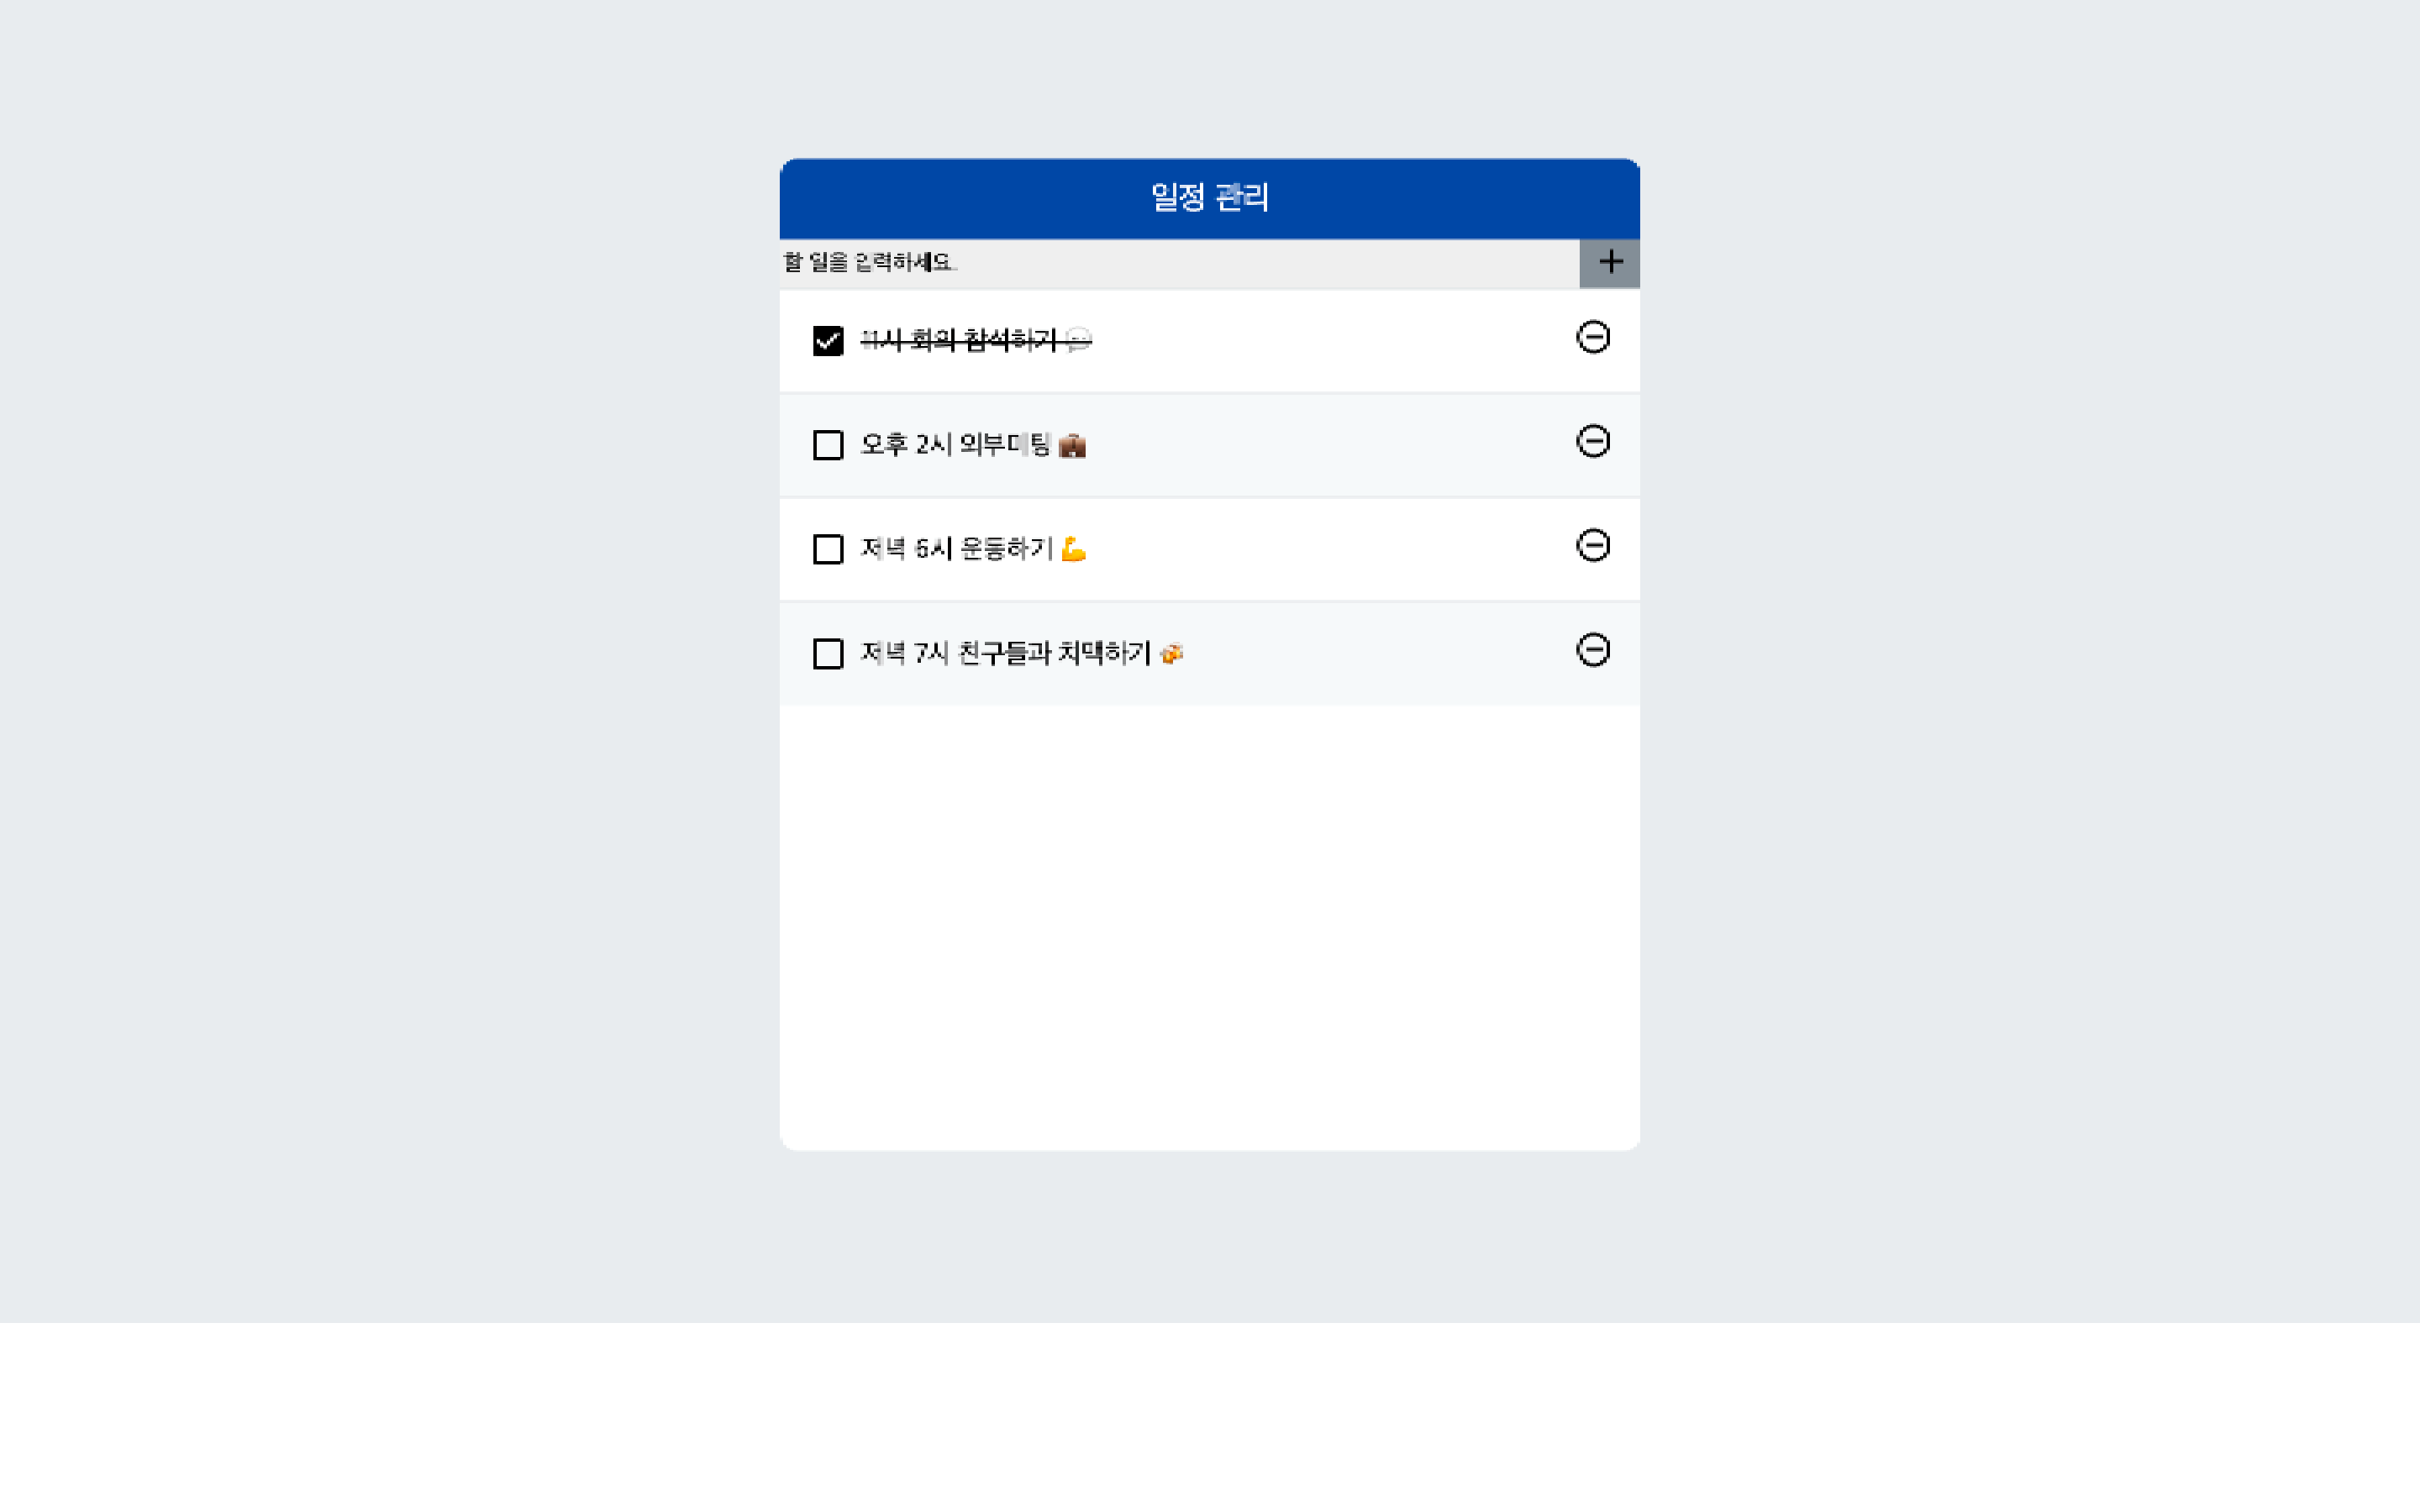 일정 관리
할 일을 입력하세요.
11시 회의 참석하기 💬
오후 2시 외부미팅 💼
저녁 6시 운동하기 💪
저녁 7시 친구들과 치맥하기 🍻